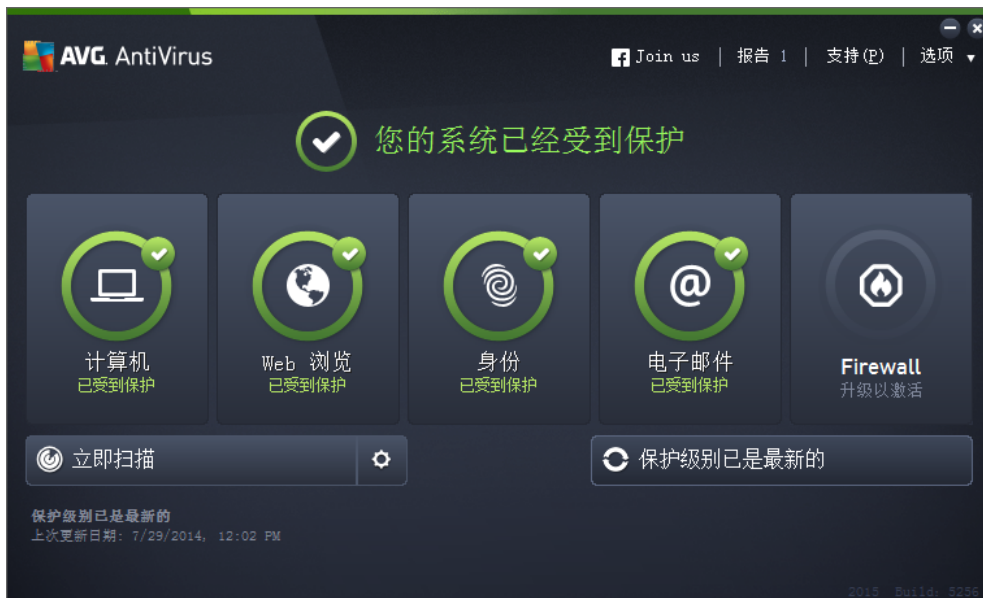 AVG. AntiVirus
Join us | 报告 1 | 支持(P) | 选项
您的系统已经受到保护
计算机
已受到保护
Web 浏览
已受到保护
身份
已受到保护
电子邮件
已受到保护
Firewall
升级以激活
立即扫描
保护级别已是最新的
保护级别已是最新的
上次更新日期: 7/29/2014, 12:02 PM
2015 Build: 5256